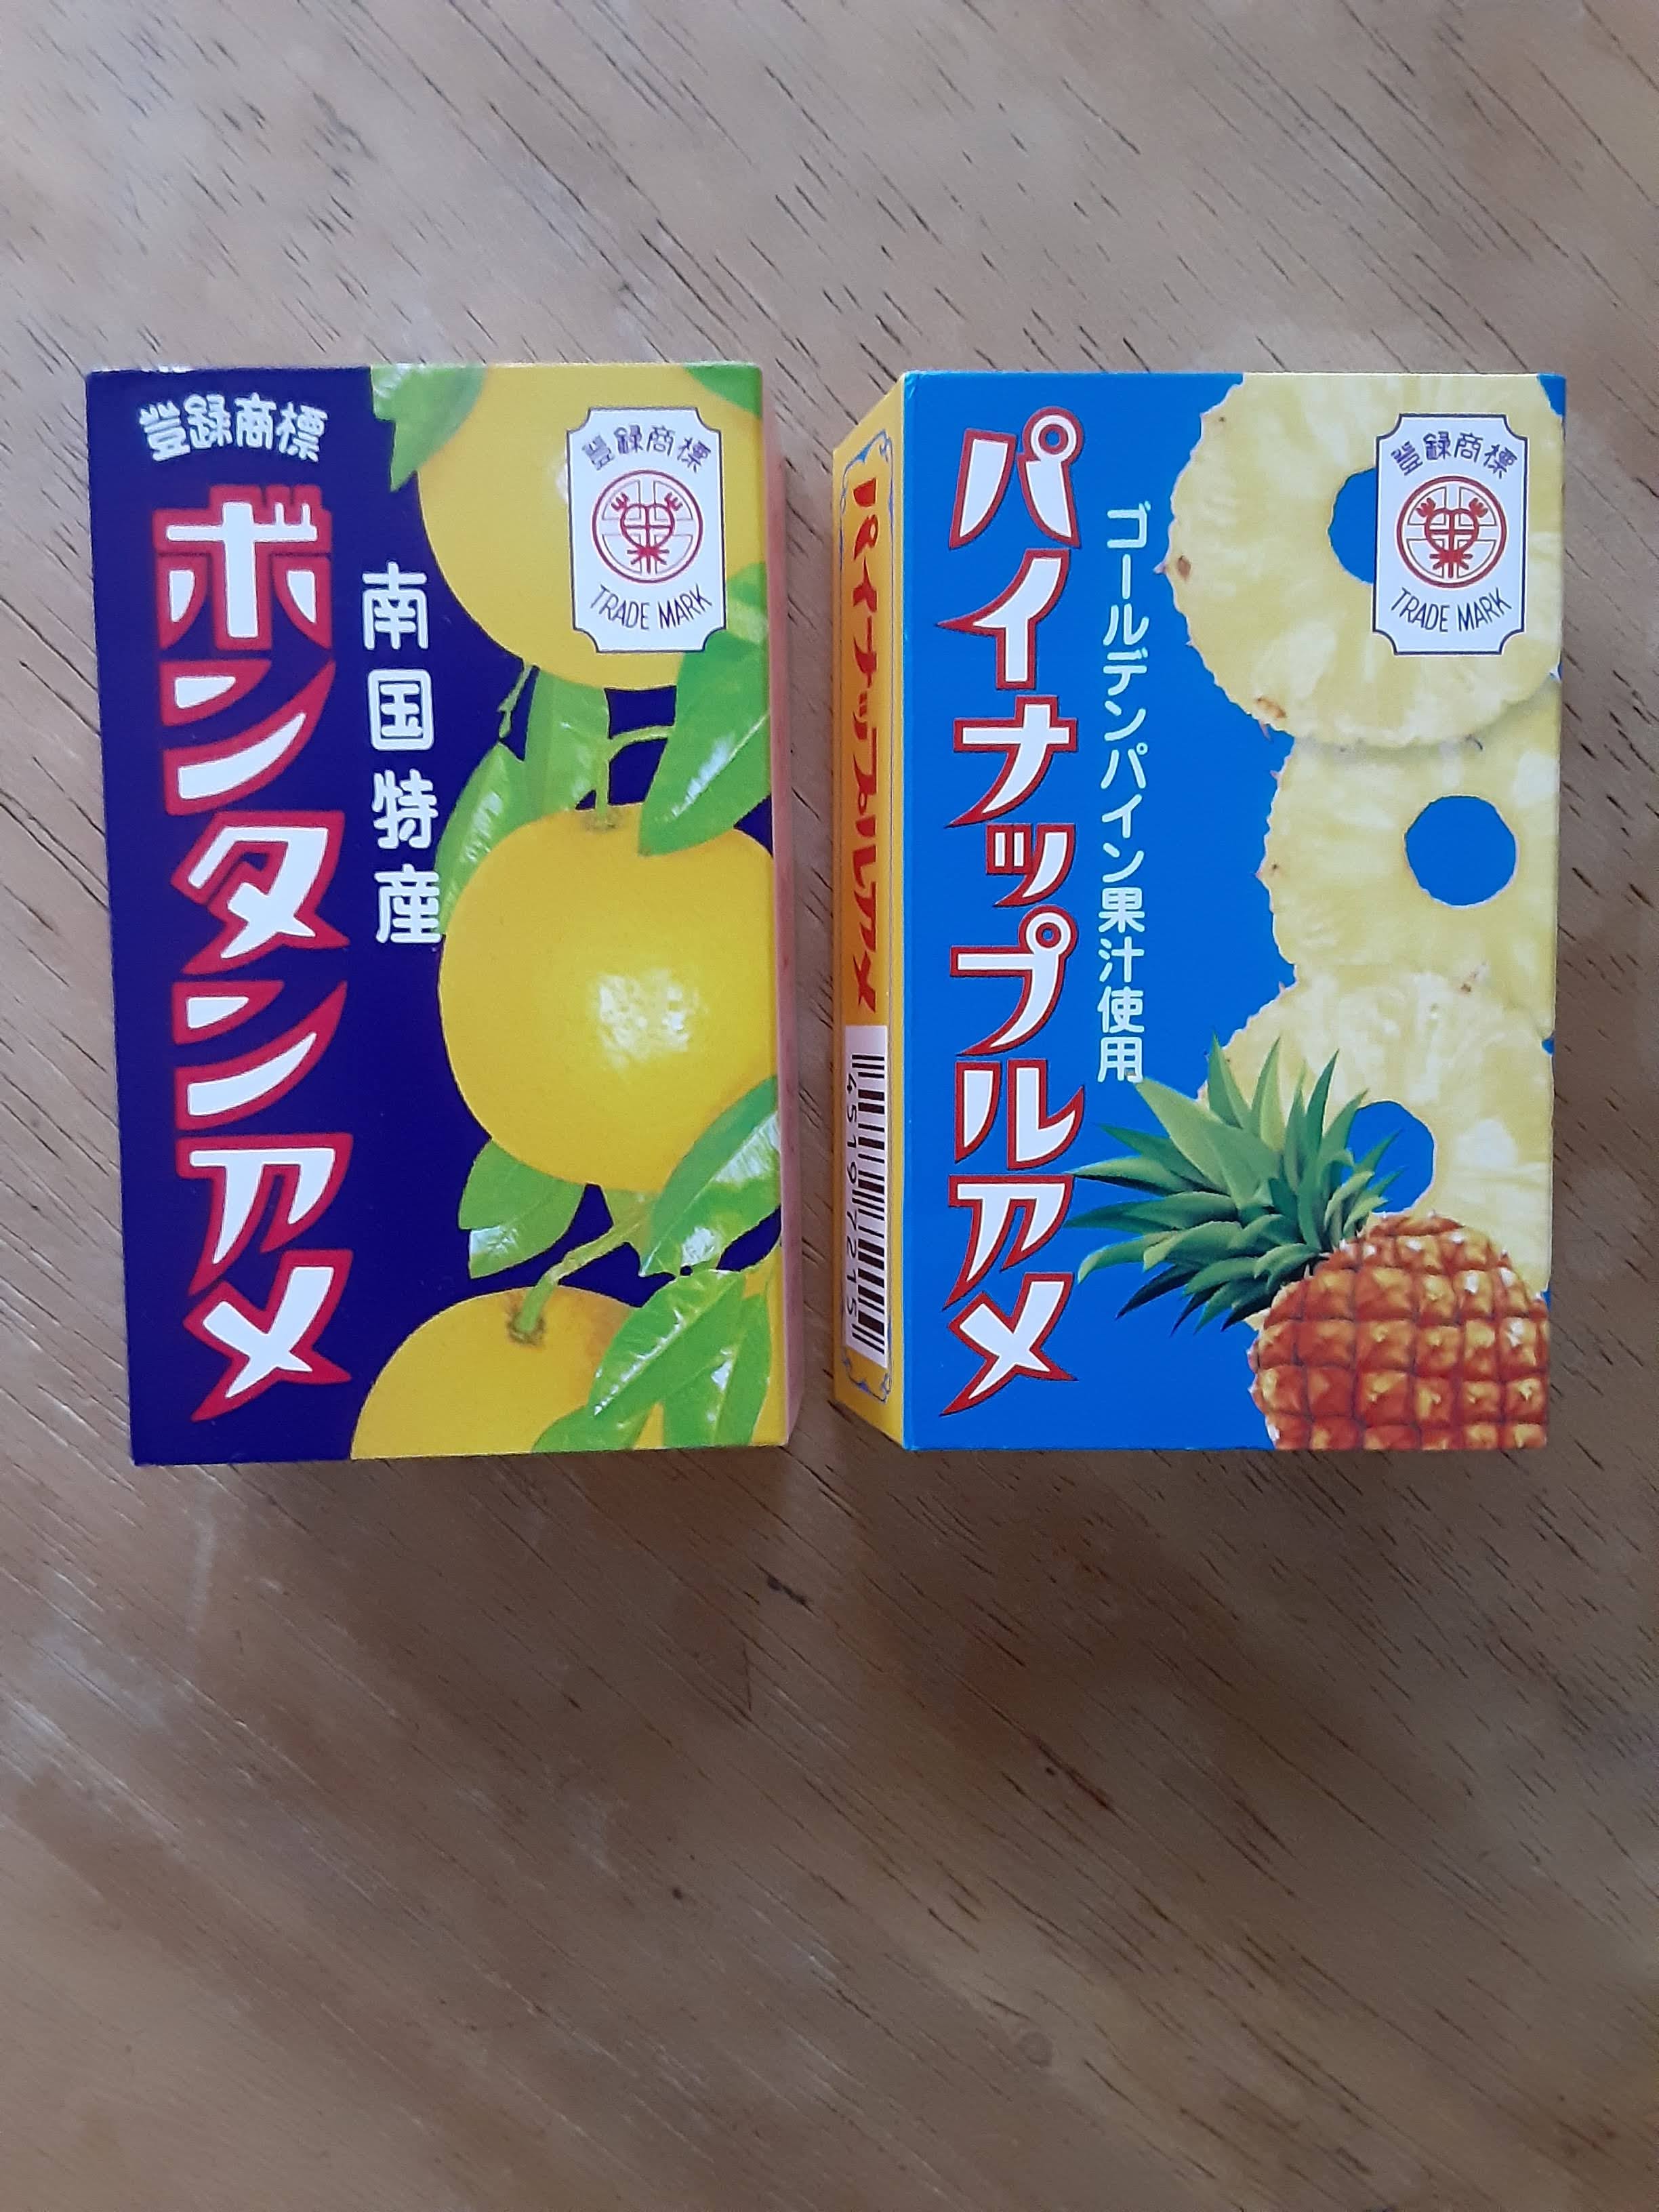 登録商標
ボンタンアメ
南国特産
登録商標
TRADE MARK
パイナップルアメ
45197215
パイナップルアメ
ゴールデンパイン果汁使用
登録商標
TRADE MARK